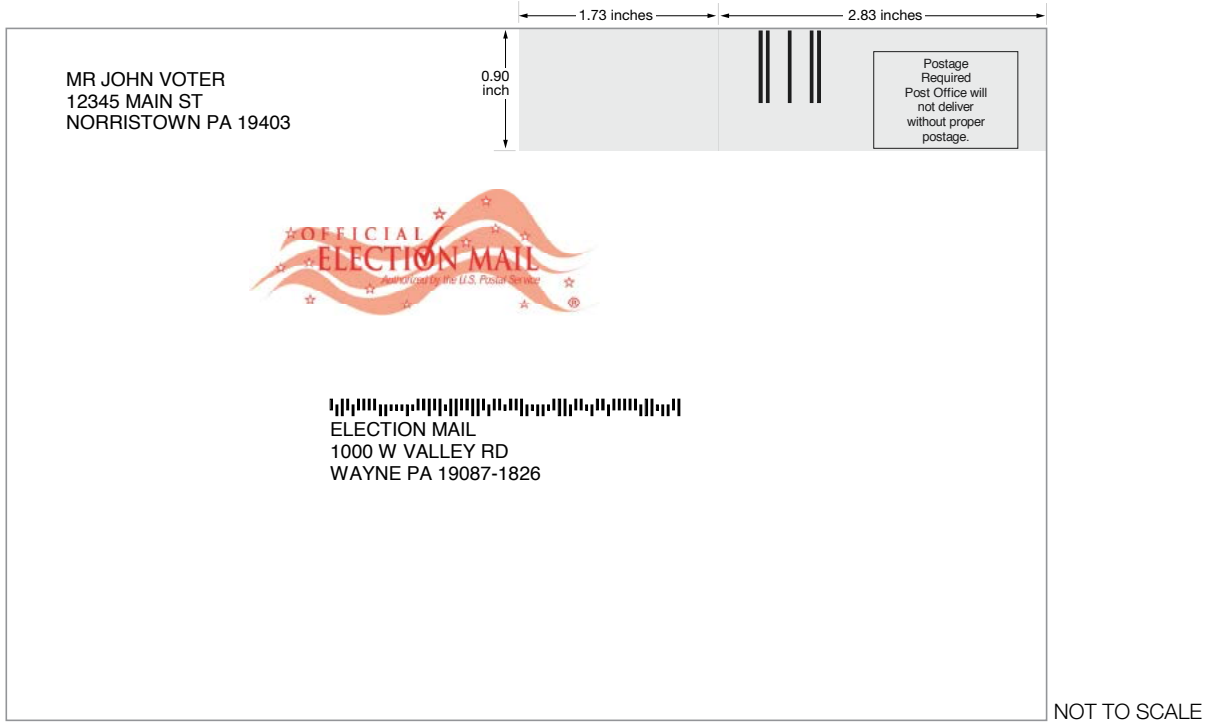 1.73 inches
2.83 inches
MR JOHN VOTER
12345 MAIN ST
NORRISTOWN PA 19403
0.90
inch
Postage
Required
Post Office will
not deliver
without proper
postage.
OFFICIAL
ELECTION MAIL
Authorized by the U.S. Postal Service
®
ELECTION MAIL
1000 W VALLEY RD
WAYNE PA 19087-1826
NOT TO SCALE